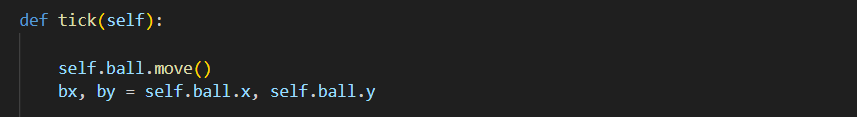 def tick(self):
self.ball.move()
bx, by = self.ball.x, self.ball.y